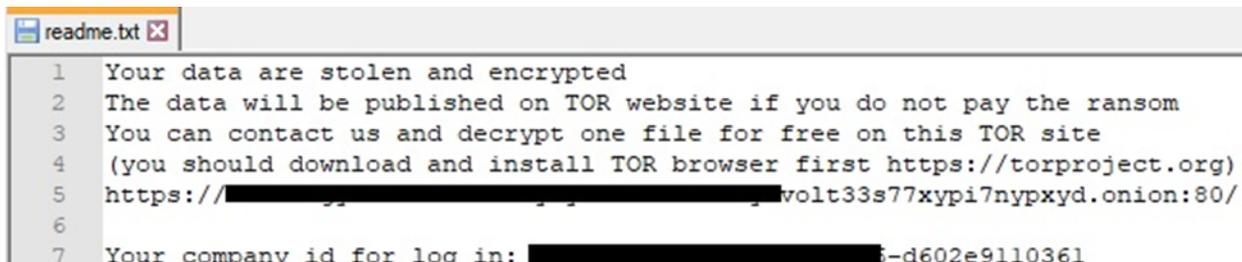 readme.txt
1 Your data are stolen and encrypted
2 The data will be published on TOR website if you do not pay the ransom
3 You can contact us and decrypt one file for free on this TOR site
4 (you should download and install TOR browser first https://torproject.org)
5 https:// volt33s77xypi7nypxyd.onion:80/
6
7 Your company id for log in: -d602e9110361